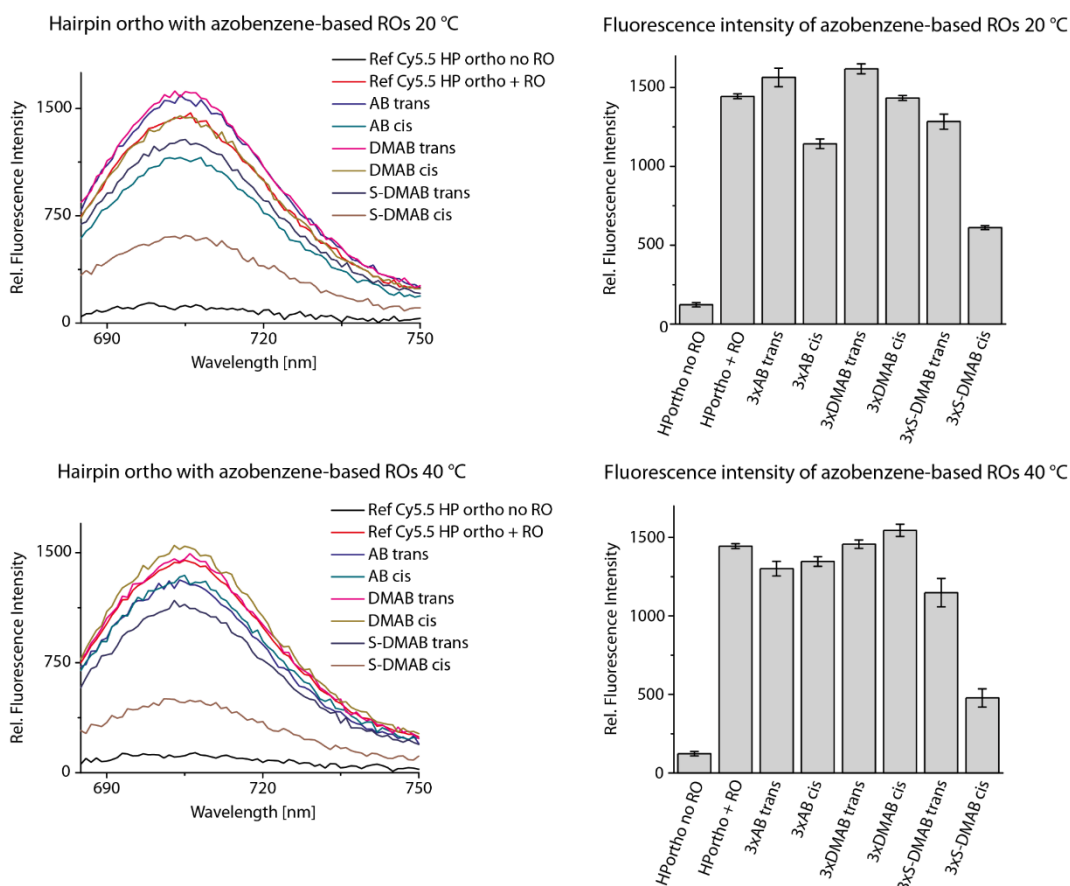 Hairpin ortho with azobenzene-based ROs 20 °C
Rel. Fluorescence Intensity
1500
750
0
690
720
750
Wavelength [nm]
Ref Cy5.5 HP ortho no RO
Ref Cy5.5 HP ortho + RO
AB trans
AB cis
DMAB trans
DMAB cis
S-DMAB trans
S-DMAB cis
Fluorescence intensity of azobenzene-based ROs 20 °C
Rel. Fluorescence Intensity
1500
1000
500
0
HPortho no RO
HPortho + RO
3xAB trans
3xAB cis
3xDMAB trans
3xDMAB cis
3xS-DMAB trans
3xS-DMAB cis
Hairpin ortho with azobenzene-based ROs 40 °C
Rel. Fluorescence Intensity
1500
750
0
690
720
750
Wavelength [nm]
Ref Cy5.5 HP ortho no RO
Ref Cy5.5 HP ortho + RO
AB trans
AB cis
DMAB trans
DMAB cis
S-DMAB trans
S-DMAB cis
Fluorescence intensity of azobenzene-based ROs 40 °C
Rel. Fluorescence Intensity
1500
1000
500
0
HPortho no RO
HPortho + RO
3xAB trans
3xAB cis
3xDMAB trans
3xDMAB cis
3xS-DMAB trans
3xS-DMAB cis